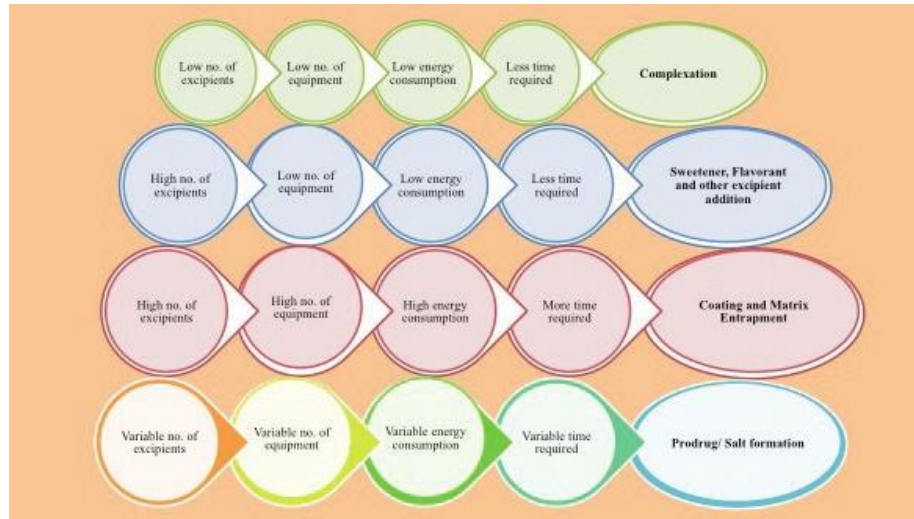 Low no. of
excipients
Low no. of
equipment
Low energy
consumption
Less time
required
Complexation
High no. of
excipients
Low no. of
equipment
Low energy
consumption
Less time
required
Sweetener, Flavorant
and other excipient
addition
High no. of
excipients
High no. of
equipment
High energy
consumption
More time
required
Coating and Matrix
Entrapment
Variable no. of
excipients
Variable no. of
equipment
Variable energy
consumption
Variable time
required
Prodrug/ Salt formation